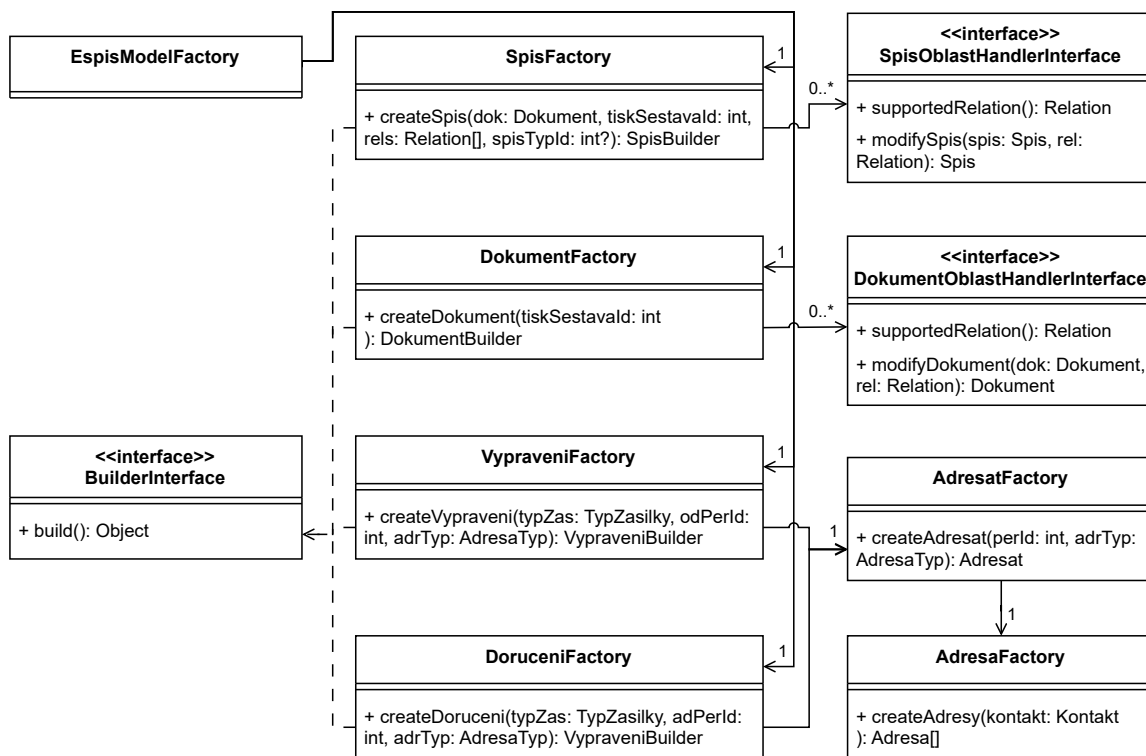 EspisModelFactory
SpisFactory
+ createSpis(dok: Dokument, tiskSestavaId: int,
rels: Relation[], spisTypId: int?): SpisBuilder
1
0..*
<<interface>>
SpisOblastHandlerInterface
+ supportedRelation(): Relation
+ modifySpis(spis: Spis, rel:
Relation): Spis
DokumentFactory
+ createDokument(tiskSestavaId: int
): DokumentBuilder
1
0..*
<<interface>>
DokumentOblastHandlerInterface
+ supportedRelation(): Relation
+ modifyDokument(dok: Dokument,
rel: Relation): Dokument
<<interface>>
BuilderInterface
+ build(): Object
VypraveniFactory
+ createVypraveni(typZas: TypZasilky, odPerId:
int, adrTyp: AdresaTyp): VypraveniBuilder
1
1
AdresatFactory
+ createAdresat(perId: int, adrTyp:
AdresaTyp): Adresat
1
DoruceniFactory
+ createDoruceni(typZas: TypZasilky, adPerId:
int, adrTyp: AdresaTyp): VypraveniBuilder
1
AdresaFactory
+ createAdresy(kontakt: Kontakt
): Adresa[]